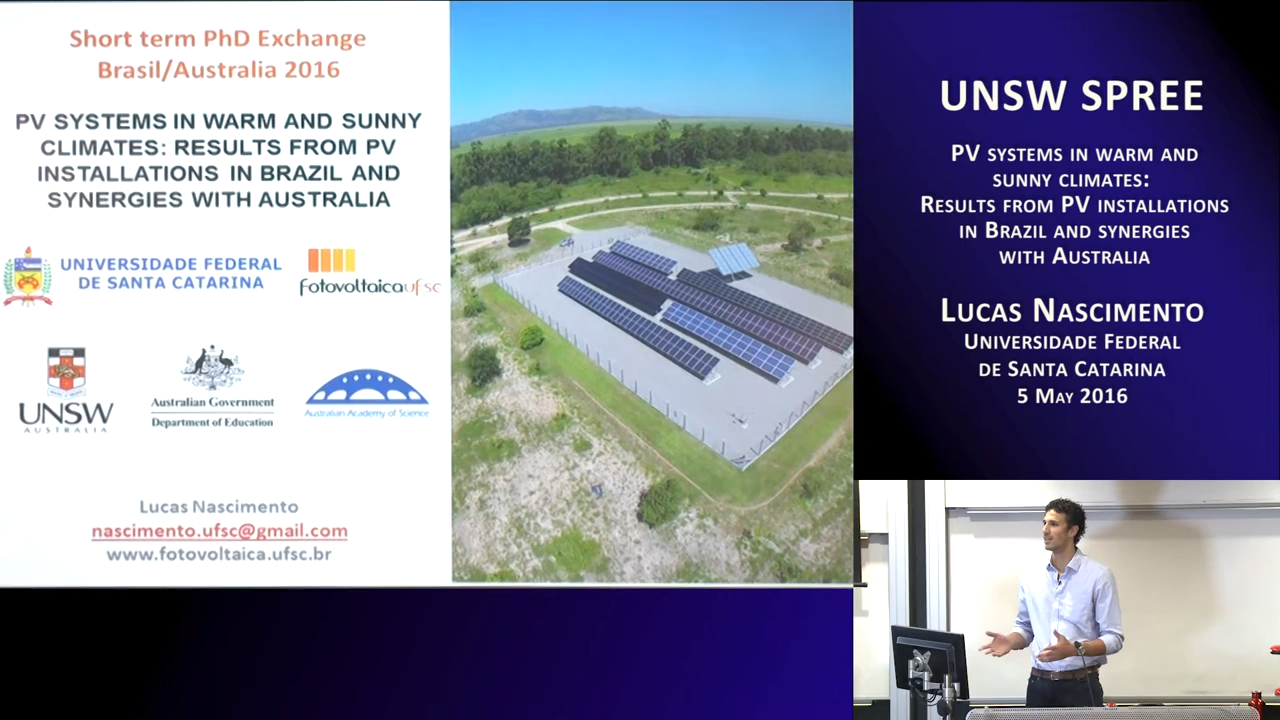 Short term PhD Exchange
Brasil/Australia 2016
PV SYSTEMS IN WARM AND SUNNY
CLIMATES: RESULTS FROM PV
INSTALLATIONS IN BRAZIL AND
SYNERGIES WITH AUSTRALIA
UNIVERSIDADE FEDERAL
DE SANTA CATARINA
fotovoltaicaufsc
UNSW
AUSTRALIA
Australian Government
Department of Education
Australian Academy of Science
Lucas Nascimento
nascimento.ufsc@gmail.com
www.fotovoltaica.ufsc.br
UNSW SPREE
PV SYSTEMS IN WARM AND
SUNNY CLIMATES:
RESULTS FROM PV INSTALLATIONS
IN BRAZIL AND SYNERGIES
WITH AUSTRALIA
LUCAS NASCIMENTO
UNIVERSIDADE FEDERAL
DE SANTA CATARINA
5 MAY 2016